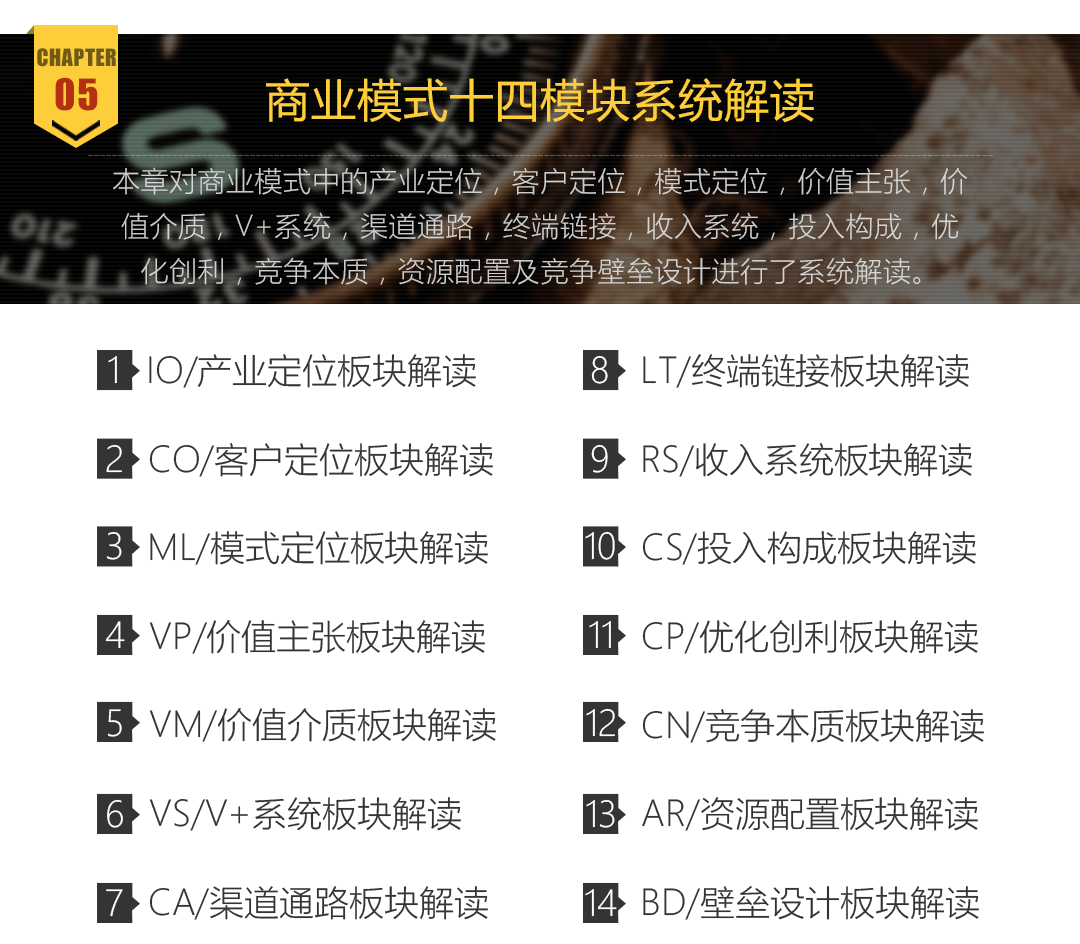 CHAPTER
05
商业模式十四模块系统解读
本章对商业模式中的产业定位，客户定位，模式定位，价值主张，价
值介质，V+系统，渠道通路，终端链接，收入系统，投入构成，优
化创利，竞争本质，资源配置及竞争壁垒设计进行了系统解读。
1 IO/产业定位板块解读
2 CO/客户定位板块解读
3 ML/模式定位板块解读
4 VP/价值主张板块解读
5 VM/价值介质板块解读
6 VS/V+系统板块解读
7 CA/渠道通路板块解读
8 LT/终端链接板块解读
9 RS/收入系统板块解读
10 CS/投入构成板块解读
11 CP/优化创利板块解读
12 CN/竞争本质板块解读
13 AR/资源配置板块解读
14 BD/壁垒设计板块解读
S
210